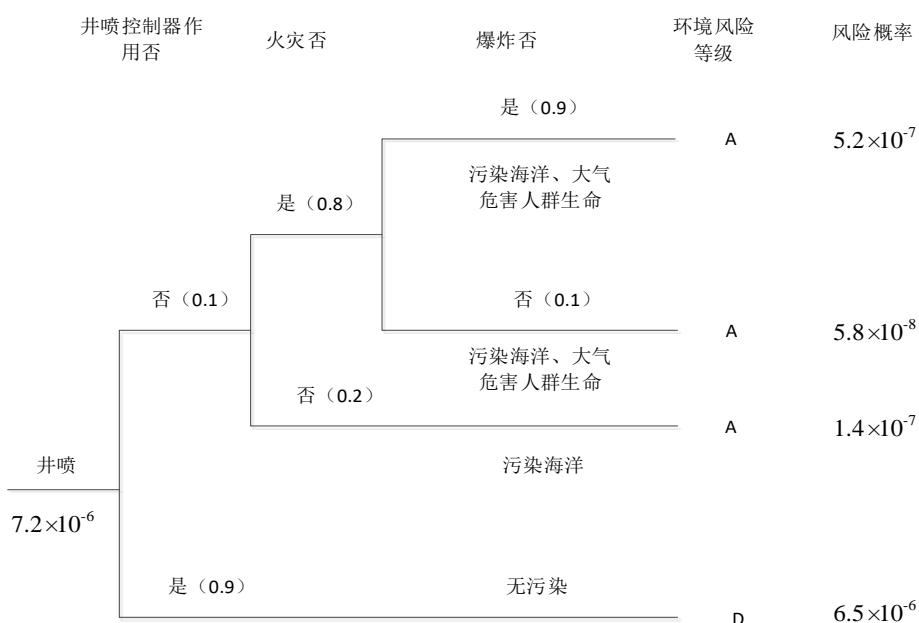 井喷控制器作
用否
火灾否
爆炸否
环境风险
等级
风险概率
是（0.9）
A
5.2×10⁻⁷
污染海洋、大气
危害人群生命
是（0.8）
否（0.1）
否（0.1）
A
5.8×10⁻⁸
污染海洋、大气
危害人群生命
否（0.2）
A
1.4×10⁻⁷
井喷
污染海洋
7.2×10⁻⁶
是（0.9）
无污染
D
6.5×10⁻⁶